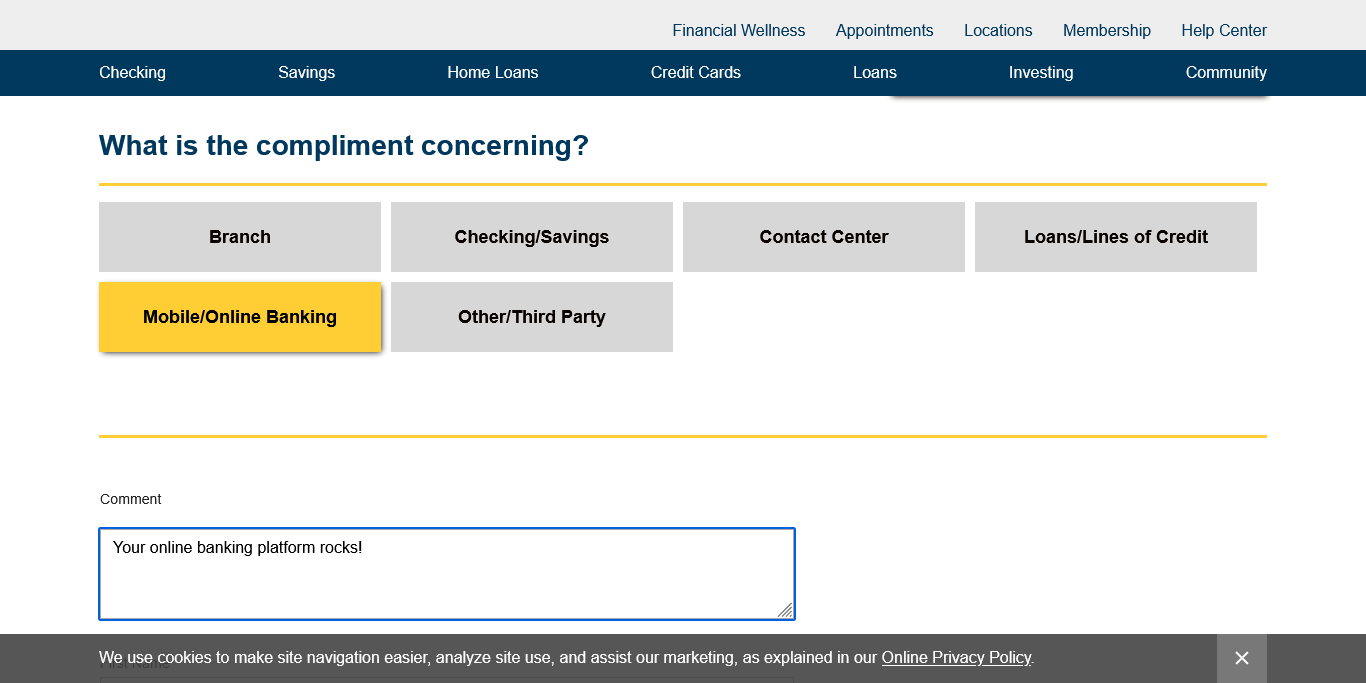 Financial Wellness Appointments Locations Membership Help Center
Checking Savings Home Loans Credit Cards Loans Investing Community
What is the compliment concerning?
Branch Checking/Savings Contact Center Loans/Lines of Credit
Mobile/Online Banking Other/Third Party
Comment
Your online banking platform rocks!
First Name
We use cookies to make site navigation easier, analyze site use, and assist our marketing, as explained in our Online Privacy Policy.